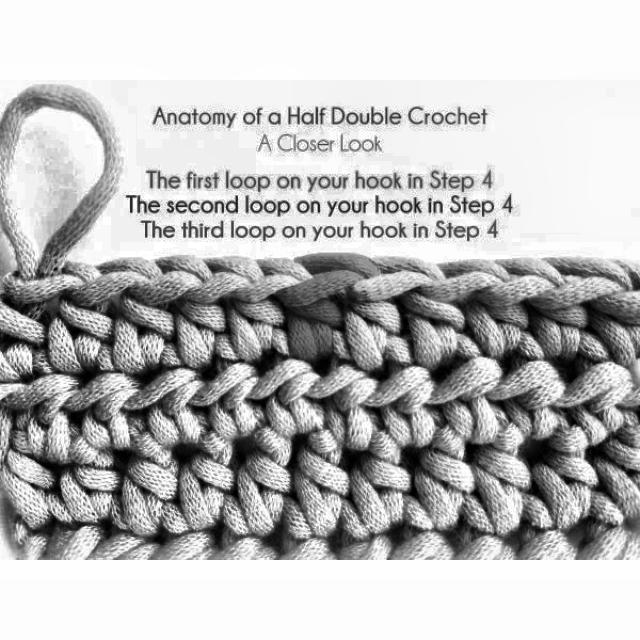 Anatomy of a Half Double Crochet
A Closer Look
The first loop on your hook in Step 4
The second loop on your hook in Step 4
The third loop on your hook in Step 4